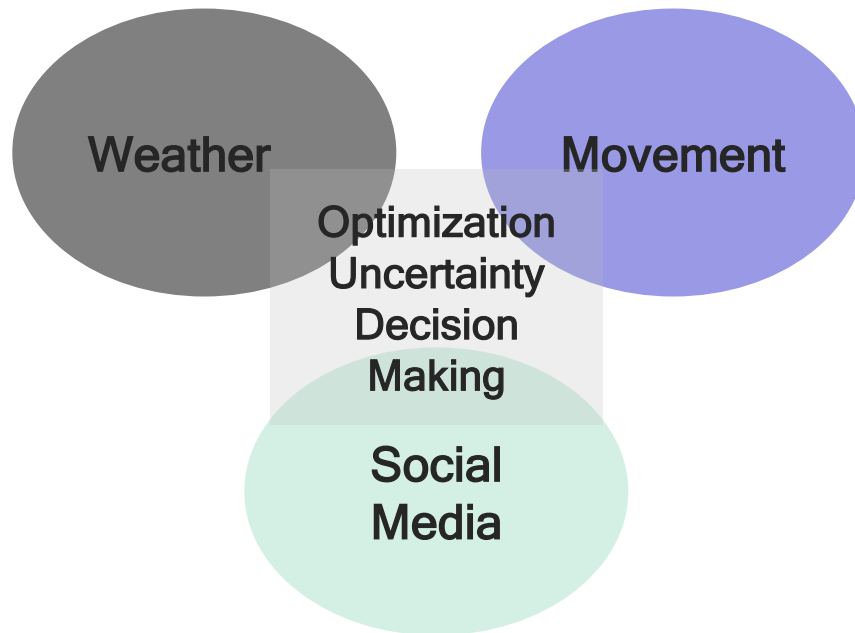 Weather
Movement
Optimization
Uncertainty
Decision
Making
Social
Media